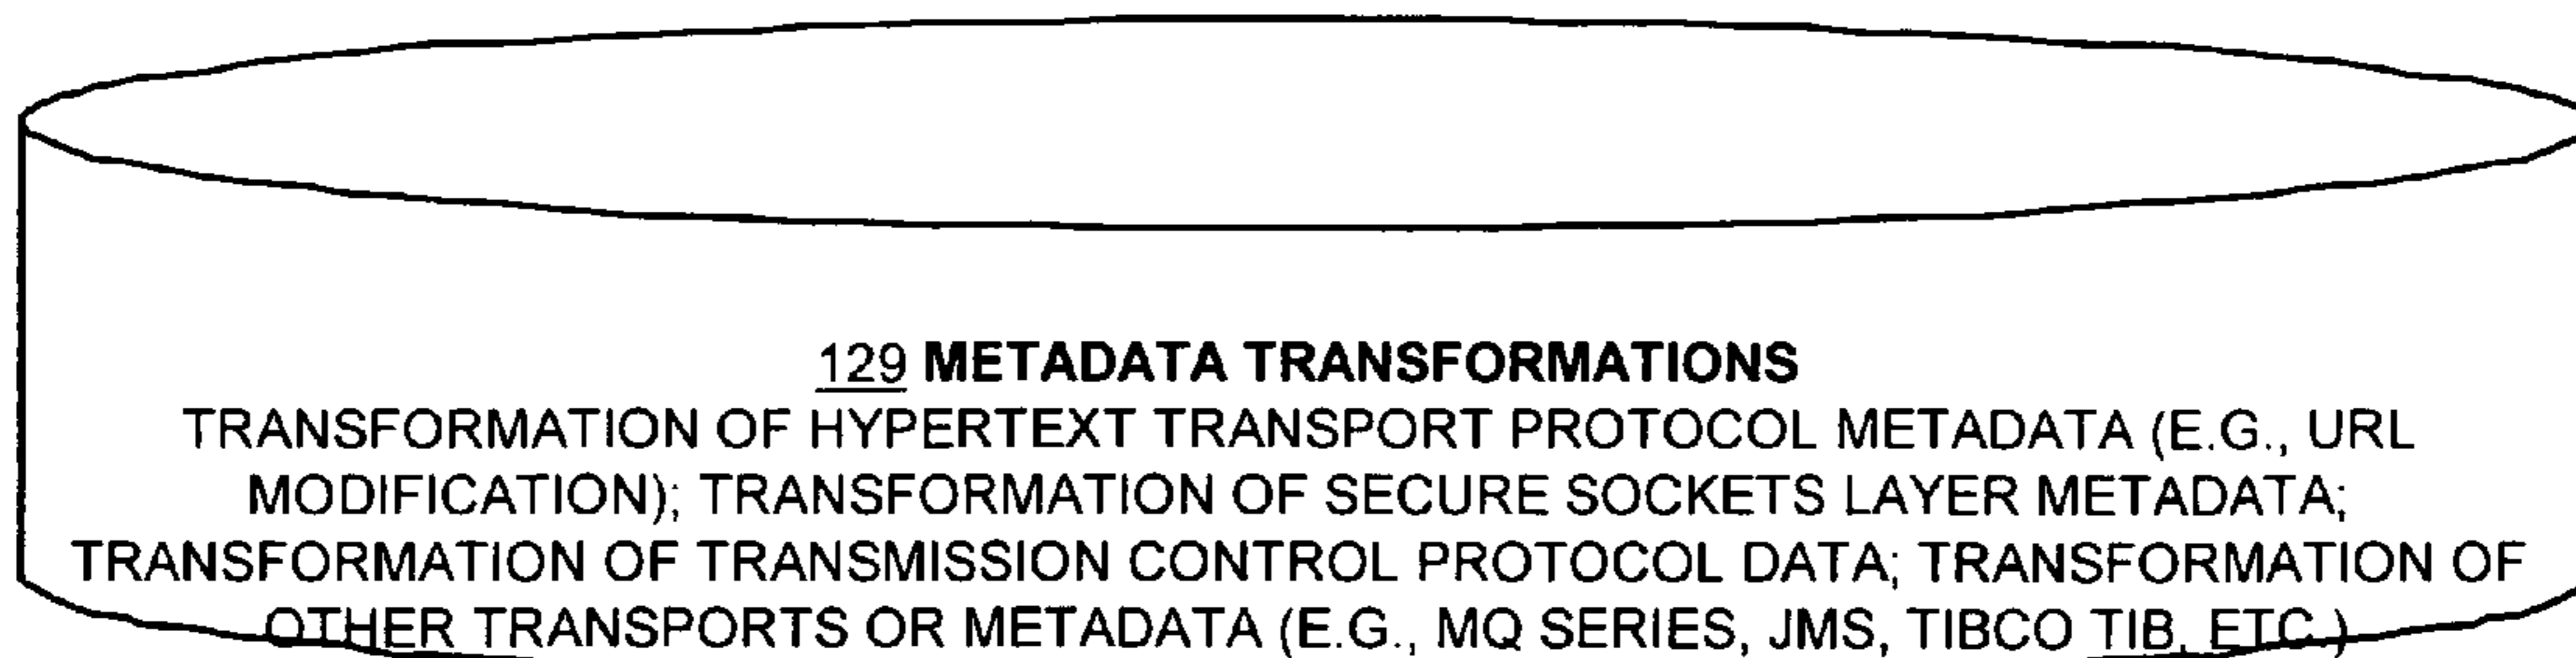 129 METADATA TRANSFORMATIONS
TRANSFORMATION OF HYPERTEXT TRANSPORT PROTOCOL METADATA (E.G., URL
MODIFICATION); TRANSFORMATION OF SECURE SOCKETS LAYER METADATA;
TRANSFORMATION OF TRANSMISSION CONTROL PROTOCOL DATA; TRANSFORMATION OF
OTHER TRANSPORTS OR METADATA (E.G., MQ SERIES, JMS, TIBCO TIB, ETC.)